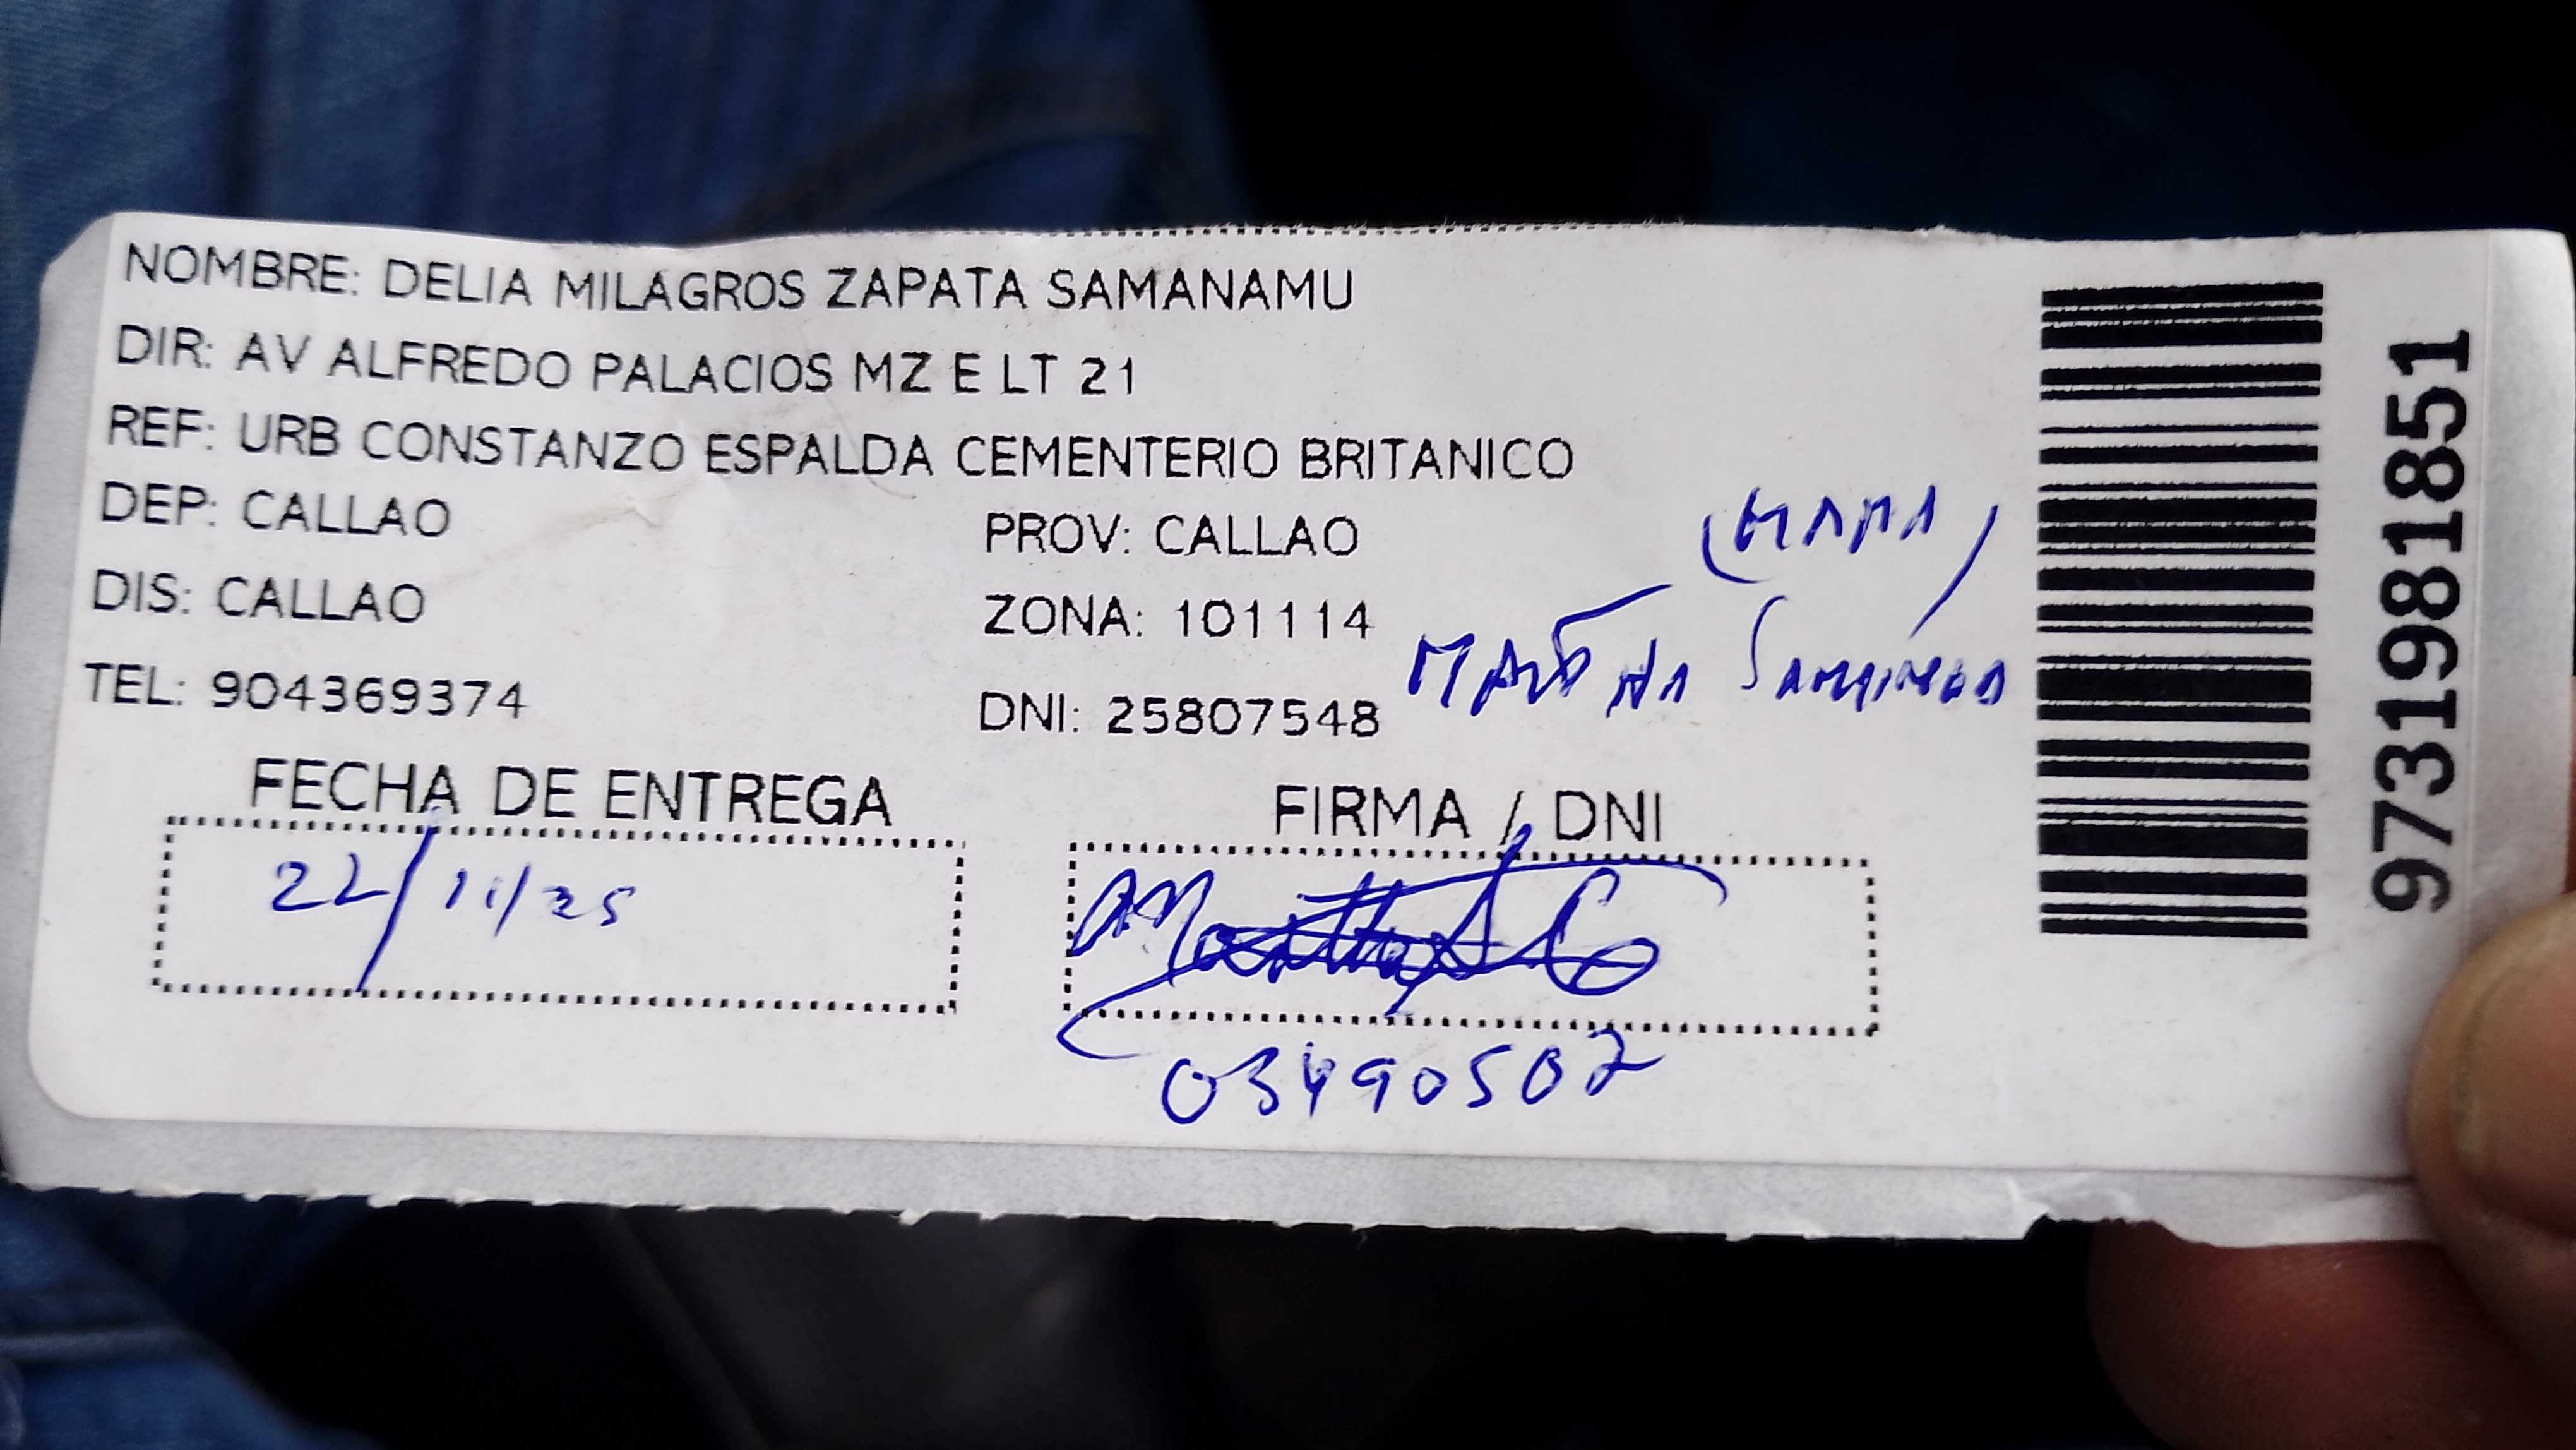 NOMBRE: DELIA MILAGROS ZAPATA SAMANAMU
DIR: AV ALFREDO PALACIOS MZ E LT 21
REF: URB CONSTANZO ESPALDA CEMENTERIO BRITANICO
DEP: CALLAO
PROV: CALLAO
(MAMA)
DIS: CALLAO
ZONA: 101114
TEL: 904369374
DNI: 25807548
FECHA DE ENTREGA
FIRMA / DNI
22/11/25
03490502
9731981851